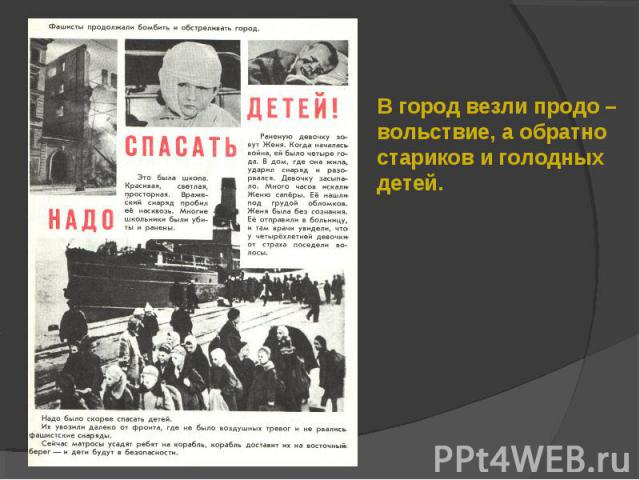 Фашисты продолжали бомбить и обстреливать город.
НАДО
СПАСАТЬ
ДЕТЕЙ!
Это была школа.
Красивая, светлая,
просторная. Враже-
ский снаряд пробил
её насквозь. Многие
школьники были уби-
ты и ранены.
Раненую девочку зо-
вут Женя. Когда началась
война, ей было четыре го-
да. В дом, где она жила,
ударил снаряд и разо-
рвался. Девочку засыпа-
ло. Много часов искали
Женю сапёры. Её нашли
под грудой обломков.
Женя была без сознания.
Её отправили в больницу,
и там врачи увидели, что
у четырёхлетней девочки
от страха поседели во-
лосы.
Надо было скорее спасать детей.
Их увозили далеко от фронта, где не было воздушных тревог и не рвались
фашистские снаряды.
Сейчас матросы усадят ребят на корабль, корабль доставит их на восточный
берег — и дети будут в безопасности.
В город везли продо –
вольствие, а обратно
стариков и голодных
детей.
PPt4WEB.ru